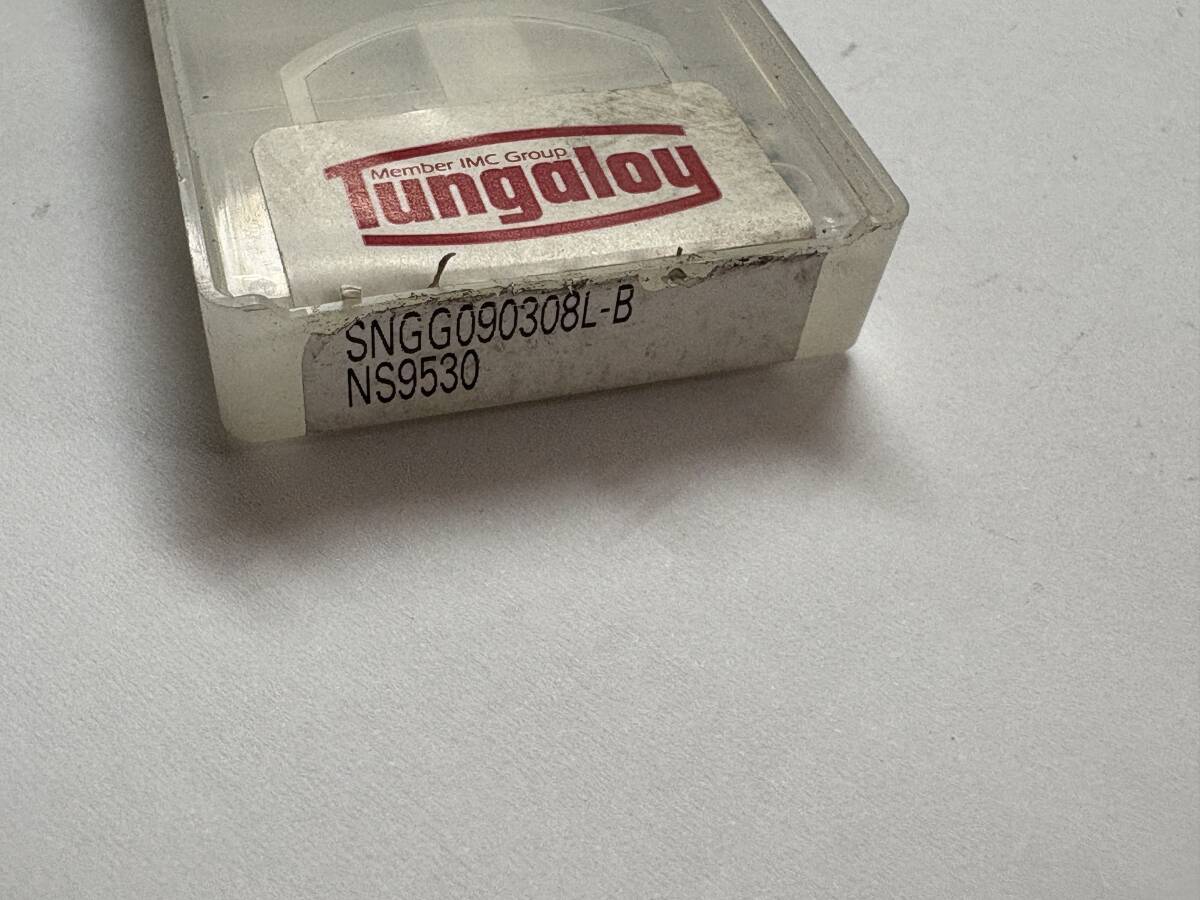 Member IMC Group
Tungaloy
SNGG090308L-B
NS9530